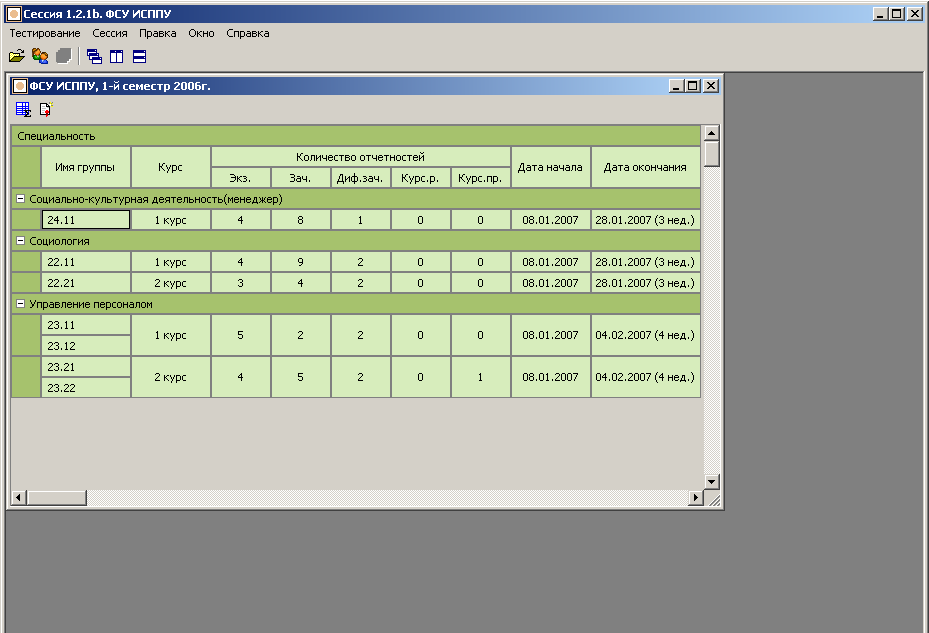 Сессия 1.2.1b. ФСУ ИСППУ
Тестирование Сессия Правка Окно Справка
ФСУ ИСППУ, 1-й семестр 2006г.
Специальность
Имя группы Курс Количество отчетностей Дата начала Дата окончания
Экз. Зач. Диф.зач. Курс.р. Курс.пр.
Социально-культурная деятельность(менеджер)
24.11 1 курс 4 8 1 0 0 08.01.2007 28.01.2007 (3 нед.)
Социология
22.11 1 курс 4 9 2 0 0 08.01.2007 28.01.2007 (3 нед.)
22.21 2 курс 3 4 2 0 0 08.01.2007 28.01.2007 (3 нед.)
Управление персоналом
23.11
1 курс 5 2 2 0 0 08.01.2007 04.02.2007 (4 нед.)
23.12
23.21
2 курс 4 5 2 0 1 08.01.2007 04.02.2007 (4 нед.)
23.22